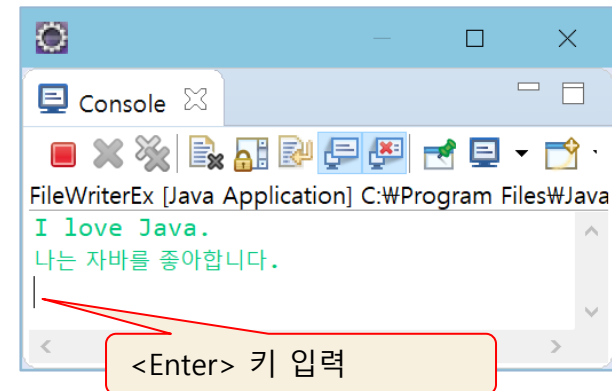 Console
FileWriterEx [Java Application] C:₩Program Files₩Java
I love Java.
나는 자바를 좋아합니다.
<Enter> 키 입력